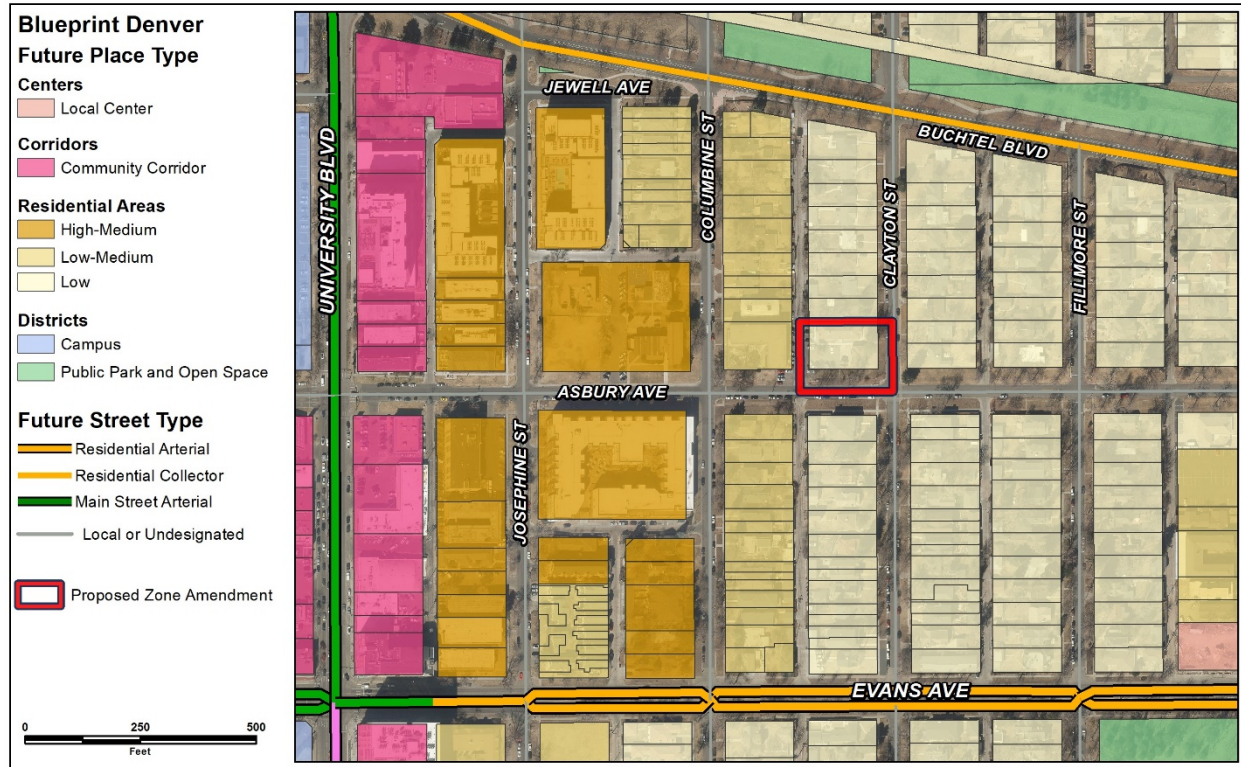 Blueprint Denver
Future Place Type
Centers
Local Center
Corridors
Community Corridor
Residential Areas
High-Medium
Low-Medium
Low
Districts
Campus
Public Park and Open Space
Future Street Type
Residential Arterial
Residential Collector
Main Street Arterial
Local or Undesignated
Proposed Zone Amendment
0 250 500
Feet
JEWELL AVE
BUCHTEL BLVD
UNIVERSITY BLVD
COLUMBINE ST
CLAYTON ST
FILLMORE ST
ASBURY AVE
JOSEPHINE ST
EVANS AVE